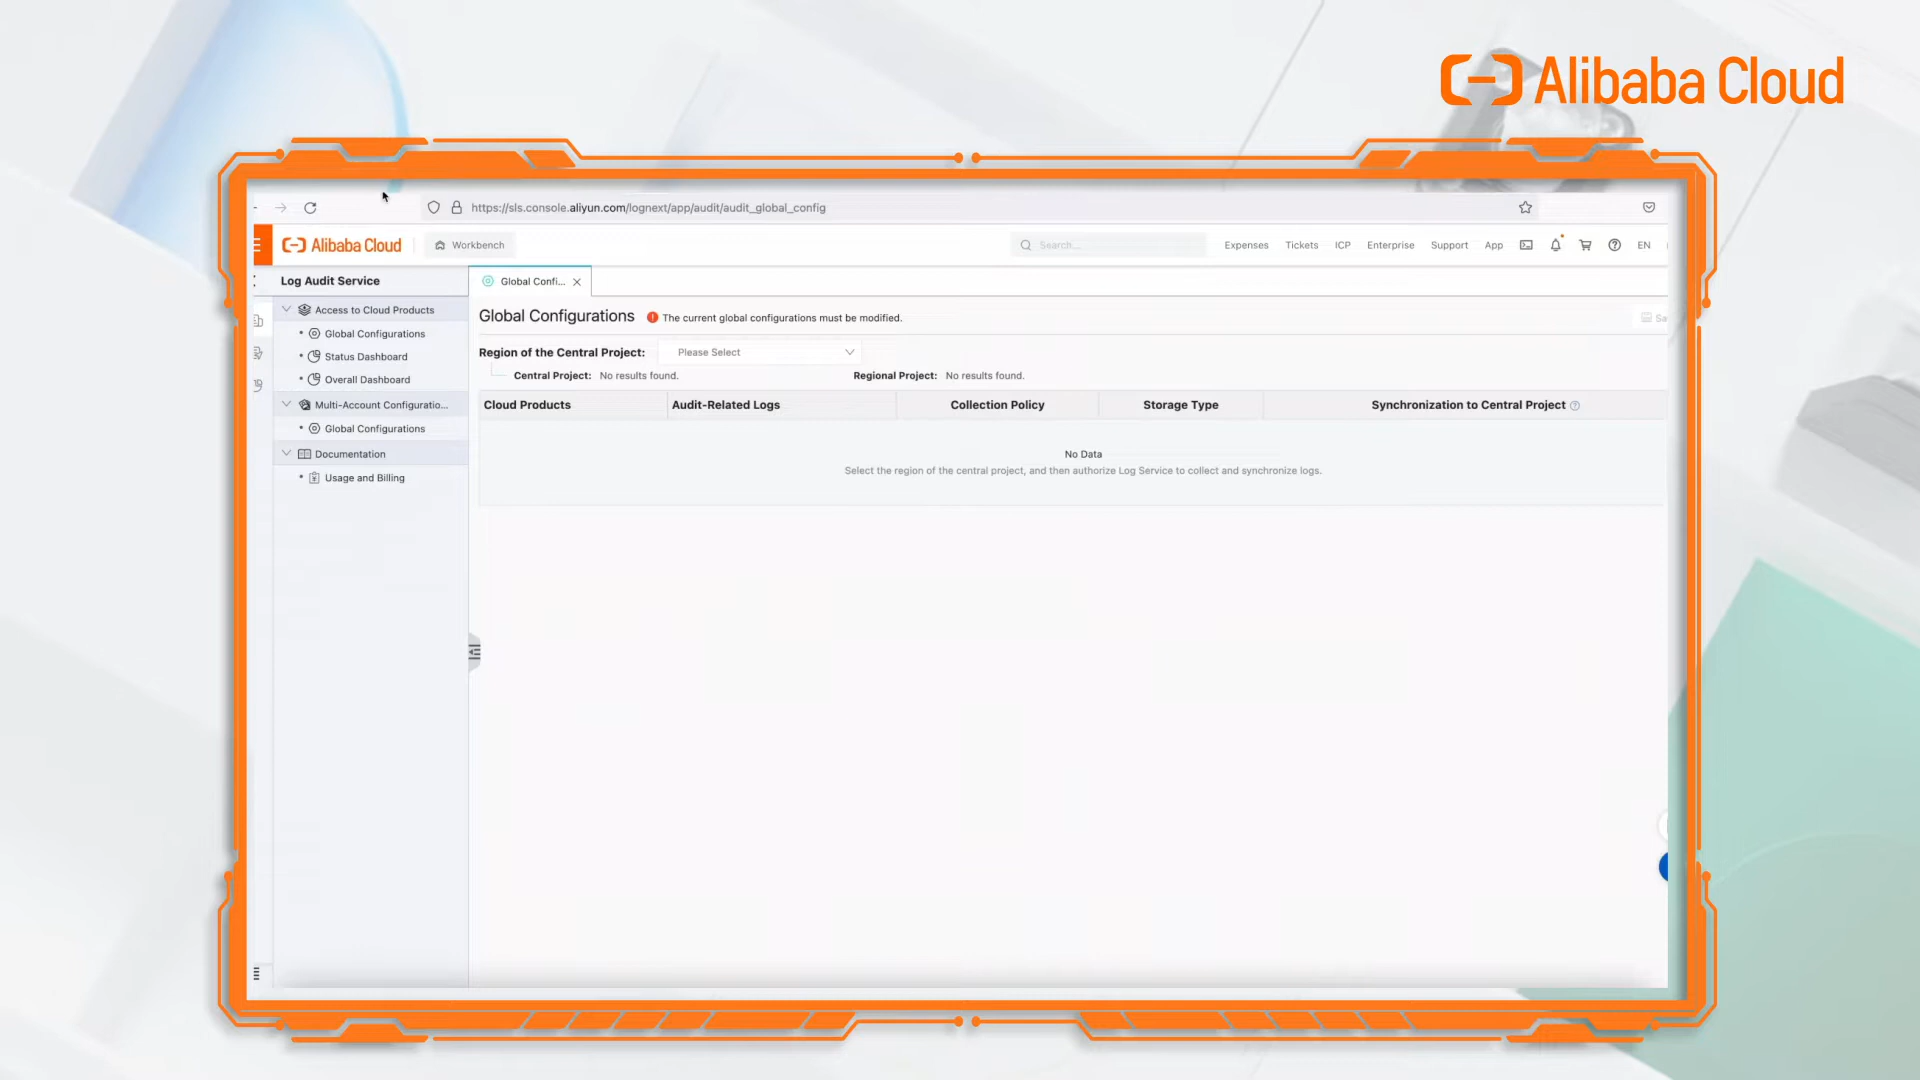 Alibaba Cloud
https://sls.console.aliyun.com/lognext/app/audit/audit_global_config
Alibaba Cloud Workbench Search... Expenses Tickets ICP Enterprise Support App EN
Log Audit Service Global Confi...
Access to Cloud Products
Global Configurations
Status Dashboard
Overall Dashboard
Multi-Account Configuratio...
Global Configurations
Documentation
Usage and Billing
Global Configurations The current global configurations must be modified.
Region of the Central Project: Please Select
Central Project: No results found. Regional Project: No results found.
Cloud Products Audit-Related Logs Collection Policy Storage Type Synchronization to Central Project
No Data
Select the region of the central project, and then authorize Log Service to collect and synchronize logs.